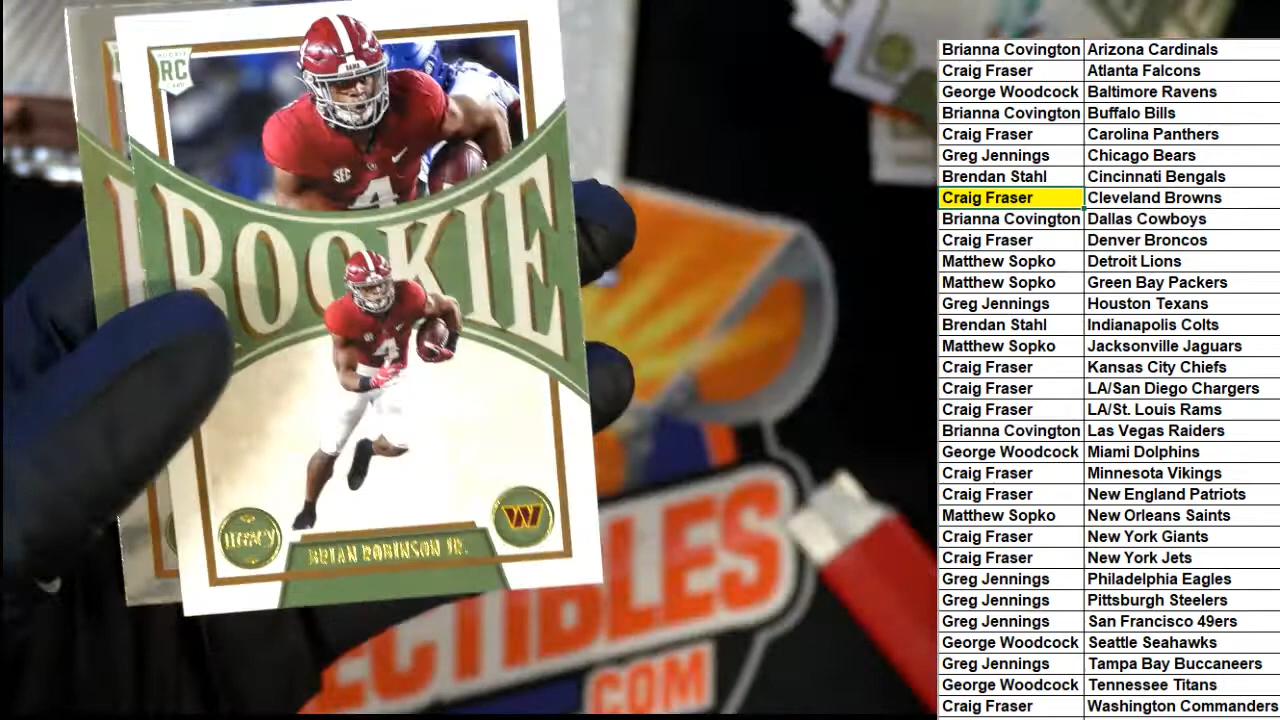 ROOKIE
RC
CARD
BAMA
SEC
4
ROOKIE
4
LEGACY
W
BRIAN ROBINSON JR.
ECTIBLES
.COM
Brianna Covington Arizona Cardinals
Craig Fraser Atlanta Falcons
George Woodcock Baltimore Ravens
Brianna Covington Buffalo Bills
Craig Fraser Carolina Panthers
Greg Jennings Chicago Bears
Brendan Stahl Cincinnati Bengals
Craig Fraser Cleveland Browns
Brianna Covington Dallas Cowboys
Craig Fraser Denver Broncos
Matthew Sopko Detroit Lions
Matthew Sopko Green Bay Packers
Greg Jennings Houston Texans
Brendan Stahl Indianapolis Colts
Matthew Sopko Jacksonville Jaguars
Craig Fraser Kansas City Chiefs
Craig Fraser LA/San Diego Chargers
Craig Fraser LA/St. Louis Rams
Brianna Covington Las Vegas Raiders
George Woodcock Miami Dolphins
Craig Fraser Minnesota Vikings
Craig Fraser New England Patriots
Matthew Sopko New Orleans Saints
Craig Fraser New York Giants
Craig Fraser New York Jets
Greg Jennings Philadelphia Eagles
Greg Jennings Pittsburgh Steelers
Greg Jennings San Francisco 49ers
George Woodcock Seattle Seahawks
Greg Jennings Tampa Bay Buccaneers
George Woodcock Tennessee Titans
Craig Fraser Washington Commanders